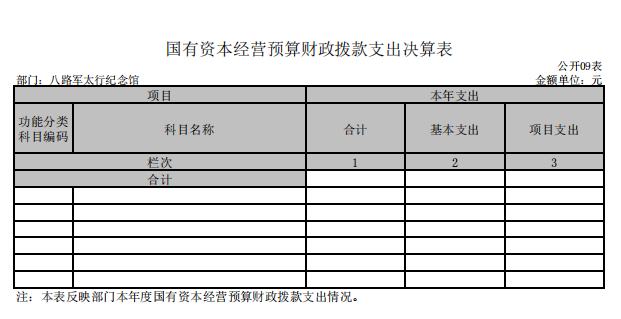 国有资本经营预算财政拨款支出决算表
公开09表
部门：八路军太行纪念馆 金额单位：元
项目 本年支出
功能分类科目编码 科目名称 合计 基本支出 项目支出
栏次 1 2 3
合计
注：本表反映部门本年度国有资本经营预算财政拨款支出情况。